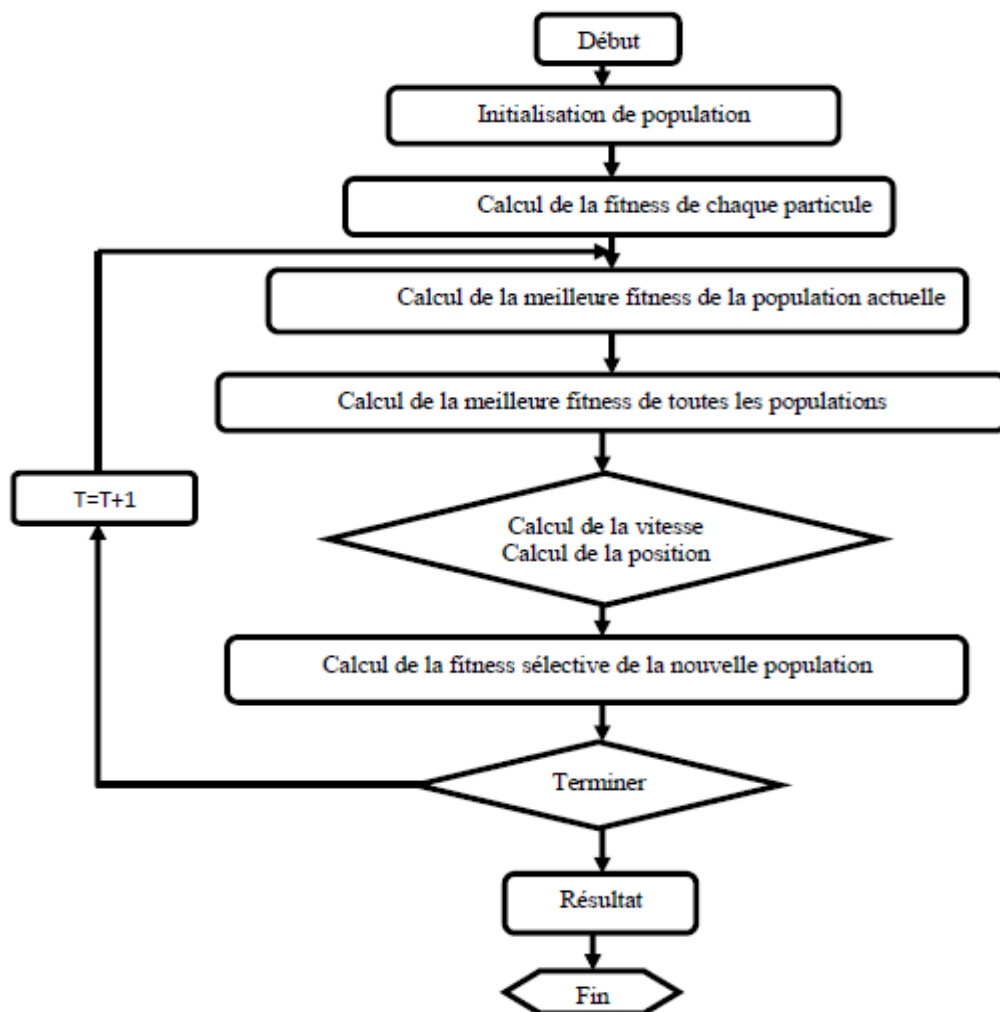 Début
Initialisation de population
Calcul de la fitness de chaque particule
Calcul de la meilleure fitness de la population actuelle
Calcul de la meilleure fitness de toutes les populations
T=T+1
Calcul de la vitesse
Calcul de la position
Calcul de la fitness sélective de la nouvelle population
Terminer
Résultat
Fin